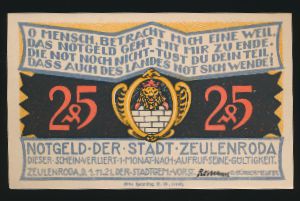 O MENSCH, BETRACHT MICH EINE WEIL,
DAS NOTGELD GEHT MIT MIR ZU ENDE.
DIE NOT NOCH NICHT-TUST DU DEIN TEIL,
DASS AUCH DES LANDES NOT SICH WENDE!
25 25
NOTGELD·DER·STADT·ZEULENRODA
DIESER·SCHEIN·VERLIERT·1·MONAT·NACH·AUFRUF·SEINE·GÜLTIGKEIT.
ZEULENRODA, D. 1.11.21. DER STADTGEM.-VORST.